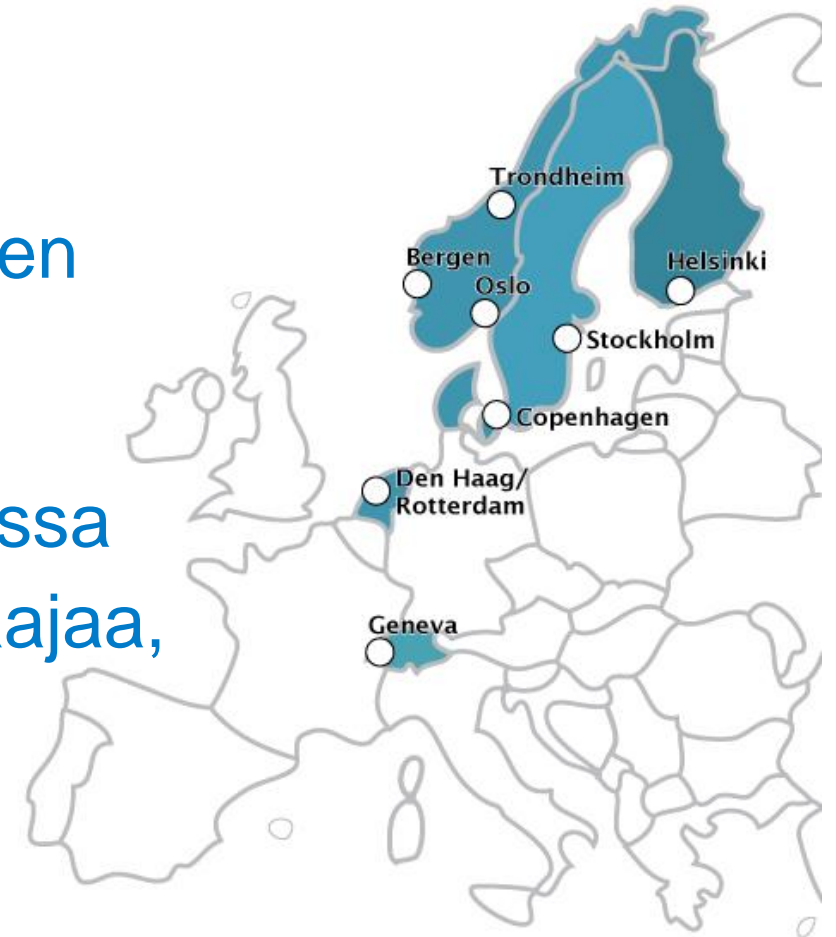 en
ssa
ajaa,
Trondheim
Bergen
Oslo
Helsinki
Stockholm
Copenhagen
Den Haag/
Rotterdam
Geneva